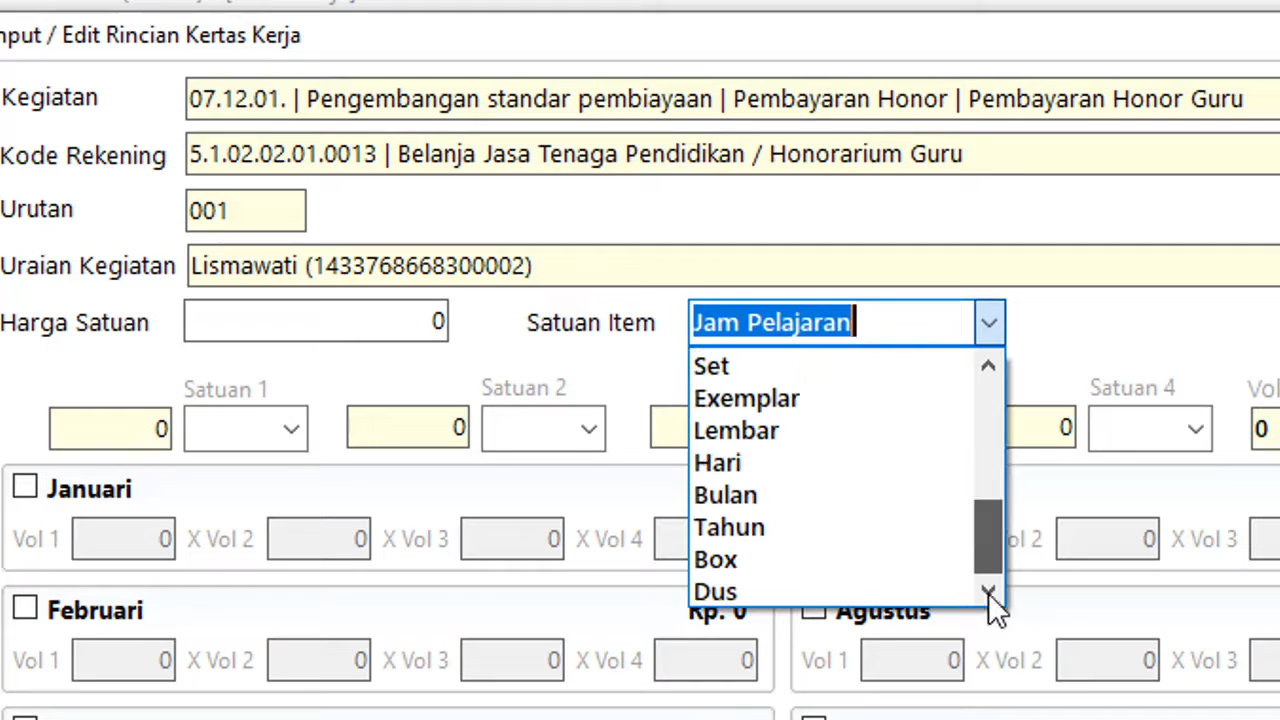 nput / Edit Rincian Kertas Kerja
Kegiatan 07.12.01. | Pengembangan standar pembiayaan | Pembayaran Honor | Pembayaran Honor Guru
Kode Rekening 5.1.02.02.01.0013 | Belanja Jasa Tenaga Pendidikan / Honorarium Guru
Urutan 001
Uraian Kegiatan Lismawati (1433768668300002)
Harga Satuan 0 Satuan Item Jam Pelajaran
Set
Satuan 1 Satuan 2 Satuan 4 Vol
Exemplar
0 0 0 0
Lembar
Hari
Januari
Bulan
Tahun
Vol 1 0 X Vol 2 0 X Vol 3 0 X Vol 4 ol 2 0 X Vol 3
Box
Dus
Februari Rp. 0 Agustus
Vol 1 0 X Vol 2 0 X Vol 3 0 X Vol 4 0 Vol 1 0 X Vol 2 0 X Vol 3